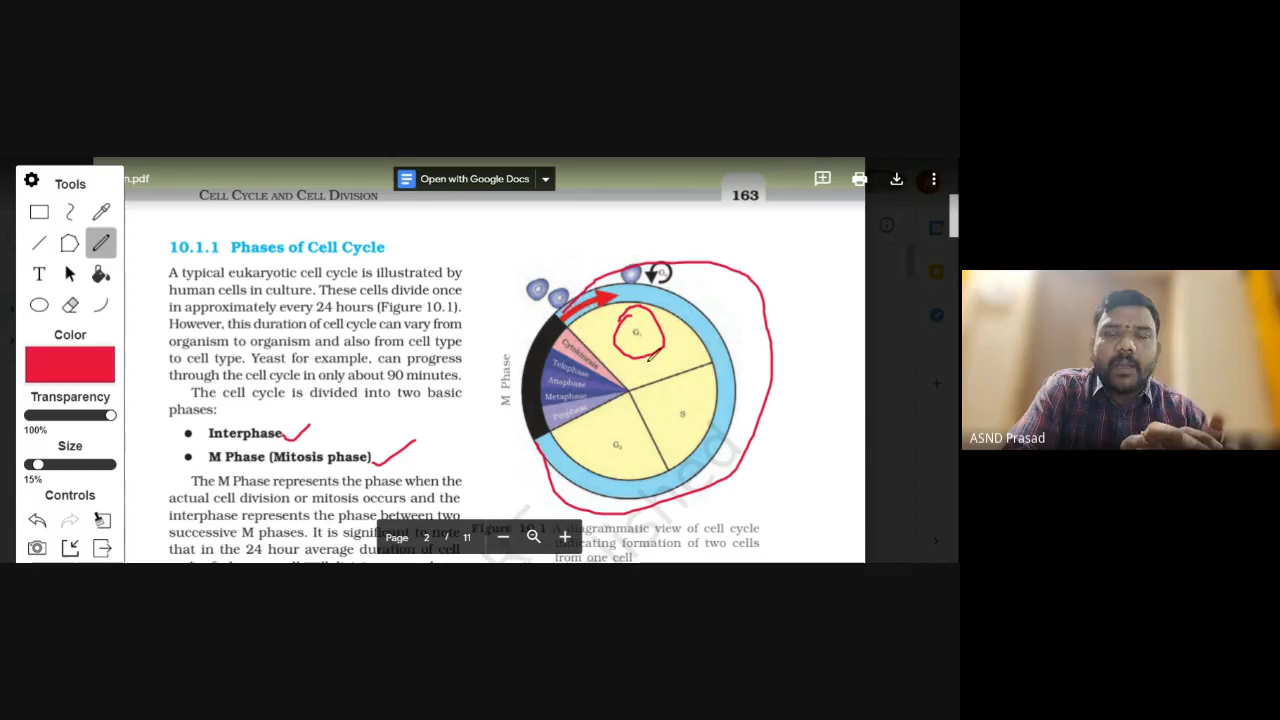 Tools
n.pdf
Open with Google Docs
CELL CYCLE AND CELL DIVISION
163
10.1.1 Phases of Cell Cycle
A typical eukaryotic cell cycle is illustrated by
human cells in culture. These cells divide once
in approximately every 24 hours (Figure 10.1).
However, this duration of cell cycle can vary from
organism to organism and also from cell type
to cell type. Yeast for example, can progress
through the cell cycle in only about 90 minutes.
The cell cycle is divided into two basic
phases:
● Interphase
● M Phase (Mitosis phase)
The M Phase represents the phase when the
actual cell division or mitosis occurs and the
interphase represents the phase between two
successive M phases. It is significant to note
that in the 24 hour average duration of cell
M Phase
Cytokinesis
Telophase
Anaphase
Metaphase
Prophase
G₁
S
G₂
Figure 10.1 A diagrammatic view of cell cycle
indicating formation of two cells
from one cell
Page 2 / 11
Color
Transparency
100%
Size
15%
Controls
ASND Prasad